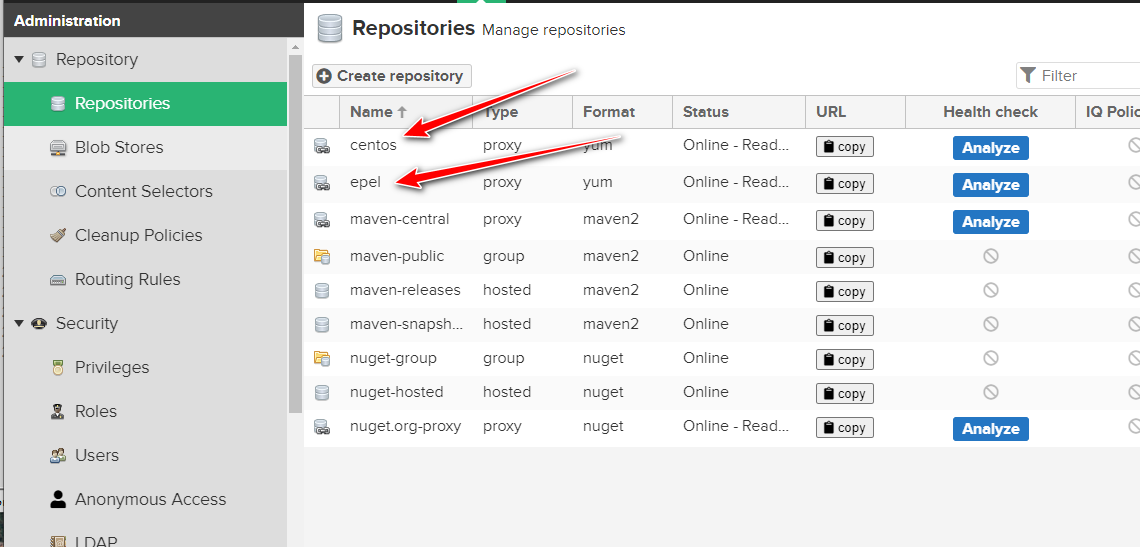 Administration
Repository
Repositories
Blob Stores
Content Selectors
Cleanup Policies
Routing Rules
Security
Privileges
Roles
Users
Anonymous Access
LDAP
Repositories Manage repositories
Create repository
Filter
Name Type Format Status URL Health check IQ Polic
centos proxy yum Online - Read... copy Analyze
epel proxy yum Online - Read... copy Analyze
maven-central proxy maven2 Online - Read... copy Analyze
maven-public group maven2 Online copy
maven-releases hosted maven2 Online copy
maven-snapsh... hosted maven2 Online copy
nuget-group group nuget Online copy
nuget-hosted hosted nuget Online copy
nuget.org-proxy proxy nuget Online - Read... copy Analyze